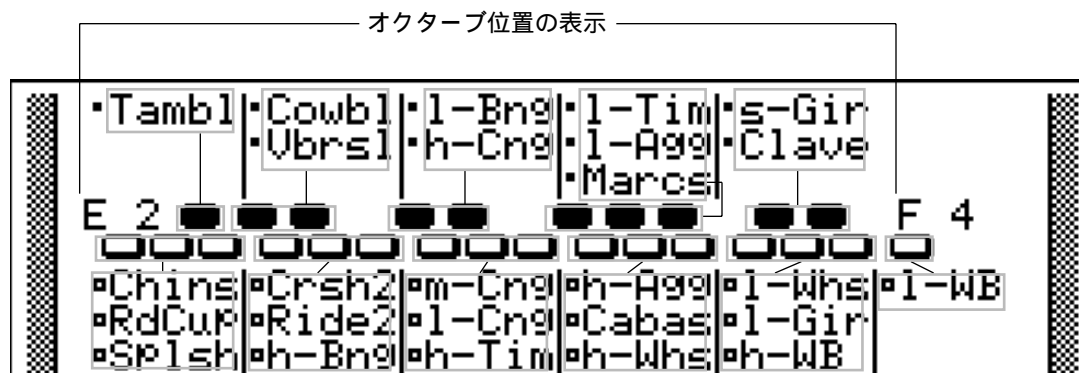 オクターブ位置の表示
Tambl Cowbl l-Bng l-Tim s-Gir
Vbrsl h-Cng l-Agg Clave
Marcs
E 2 F 4
Chins Crsh2 m-Cng h-Agg l-Whs l-WB
RdCup Ride2 l-Cng Cabas l-Gir
Splsh h-Bng h-Tim h-Whs h-WB